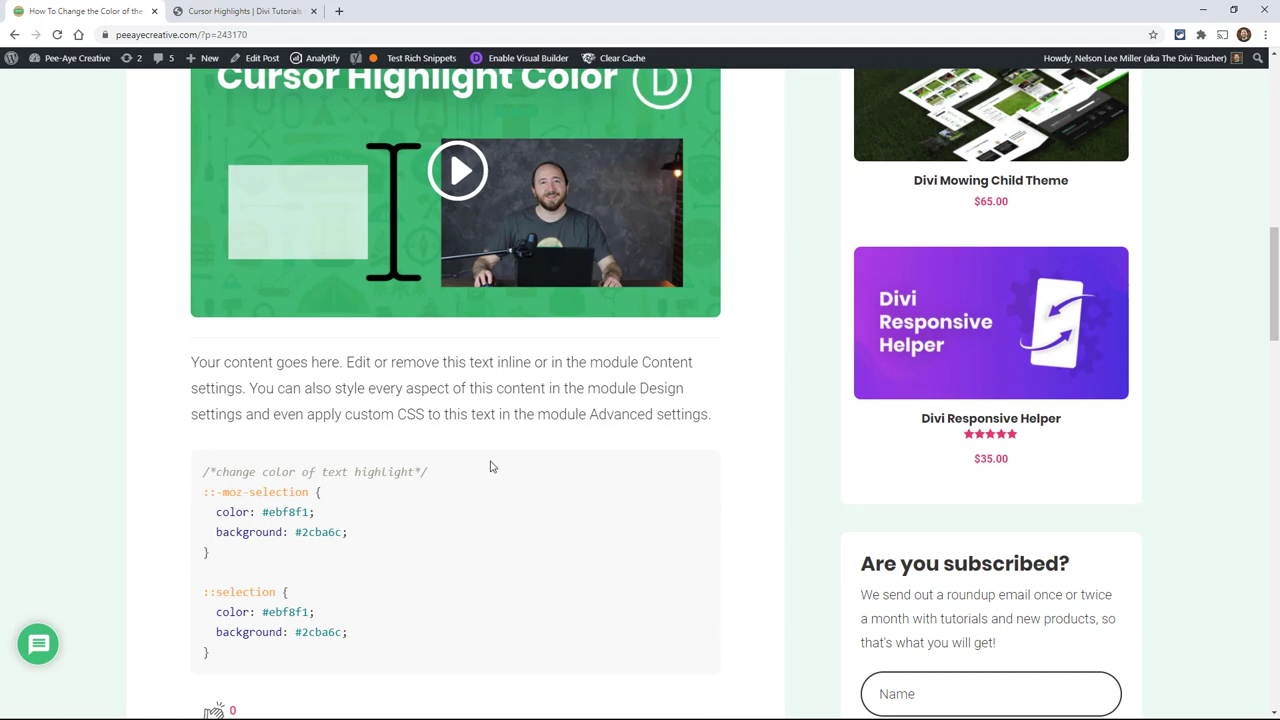 How To Change the Color of the
Cursor Highlights | Divi Tutorials
peeayecreative.com/?p=243170
Pee-Aye Creative
2
5
New
Edit Post
Analytify
Test Rich Snippets
Enable Visual Builder
Clear Cache
Howdy, Nelson Lee Miller (aka The Divi Teacher)
Cursor Highlight Color
D
Your content goes here. Edit or remove this text inline or in the module Content
settings. You can also style every aspect of this content in the module Design
settings and even apply custom CSS to this text in the module Advanced settings.
/*change color of text highlight*/
::-moz-selection {
color: #ebf8f1;
background: #2cba6c;
}
::selection {
color: #ebf8f1;
background: #2cba6c;
}
0
Divi Mowing Child Theme
$65.00
Divi
Responsive
Helper
Divi Responsive Helper
$35.00
Are you subscribed?
We send out a roundup email once or twice
a month with tutorials and new products, so
that's what you will get!
Name